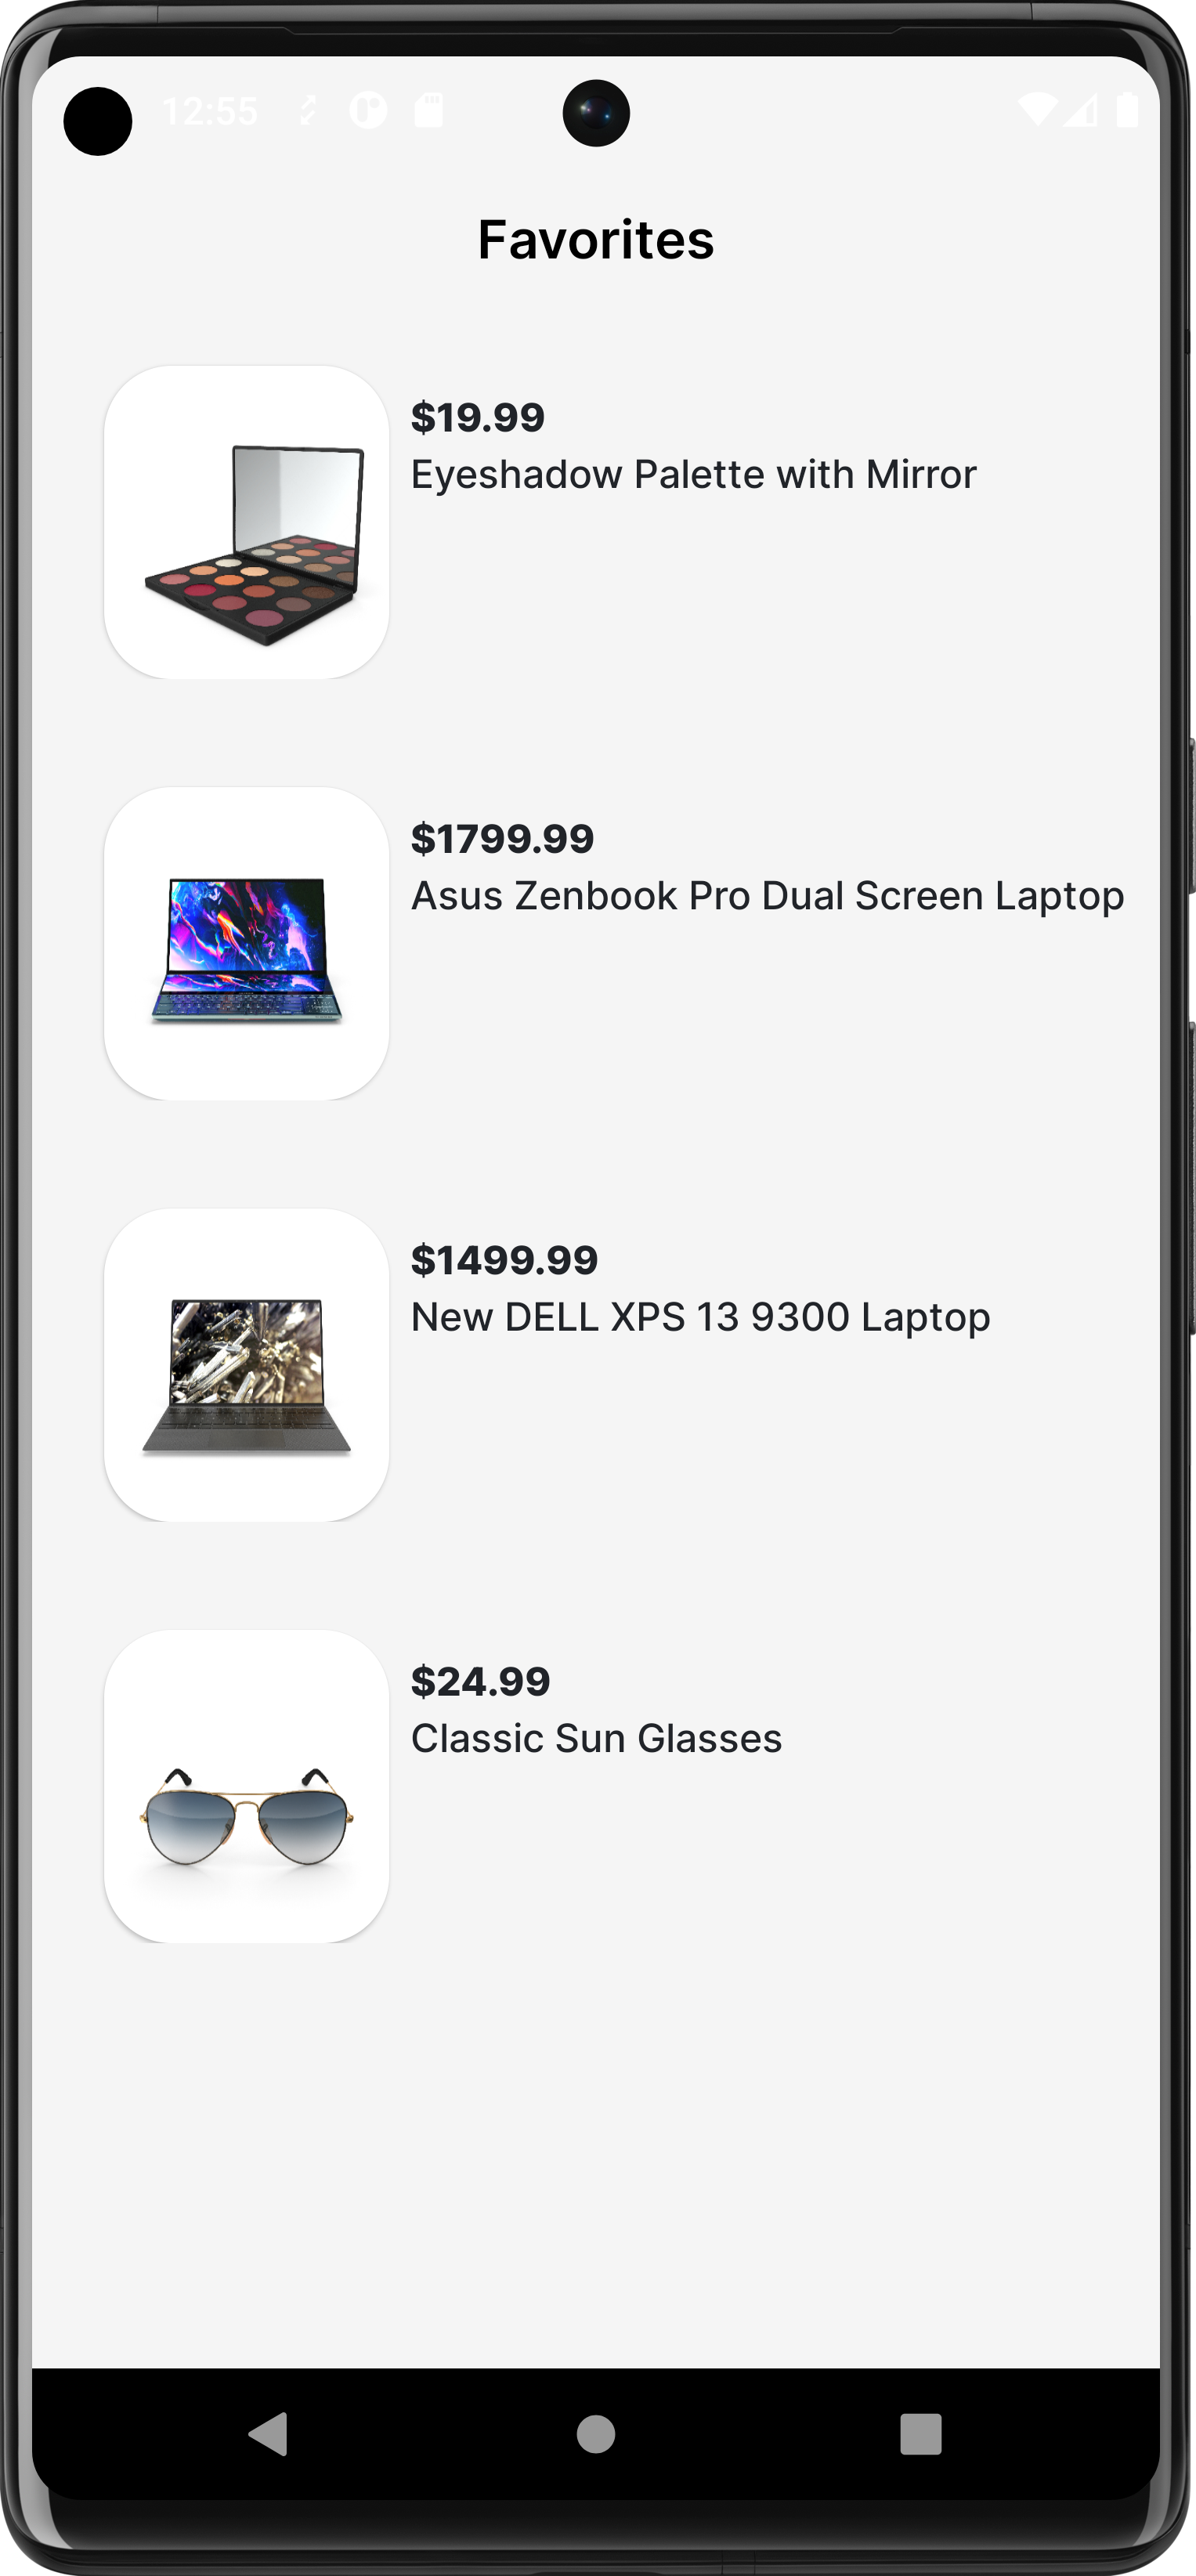 12:55
Favorites
$19.99
Eyeshadow Palette with Mirror
$1799.99
Asus Zenbook Pro Dual Screen Laptop
$1499.99
New DELL XPS 13 9300 Laptop
$24.99
Classic Sun Glasses